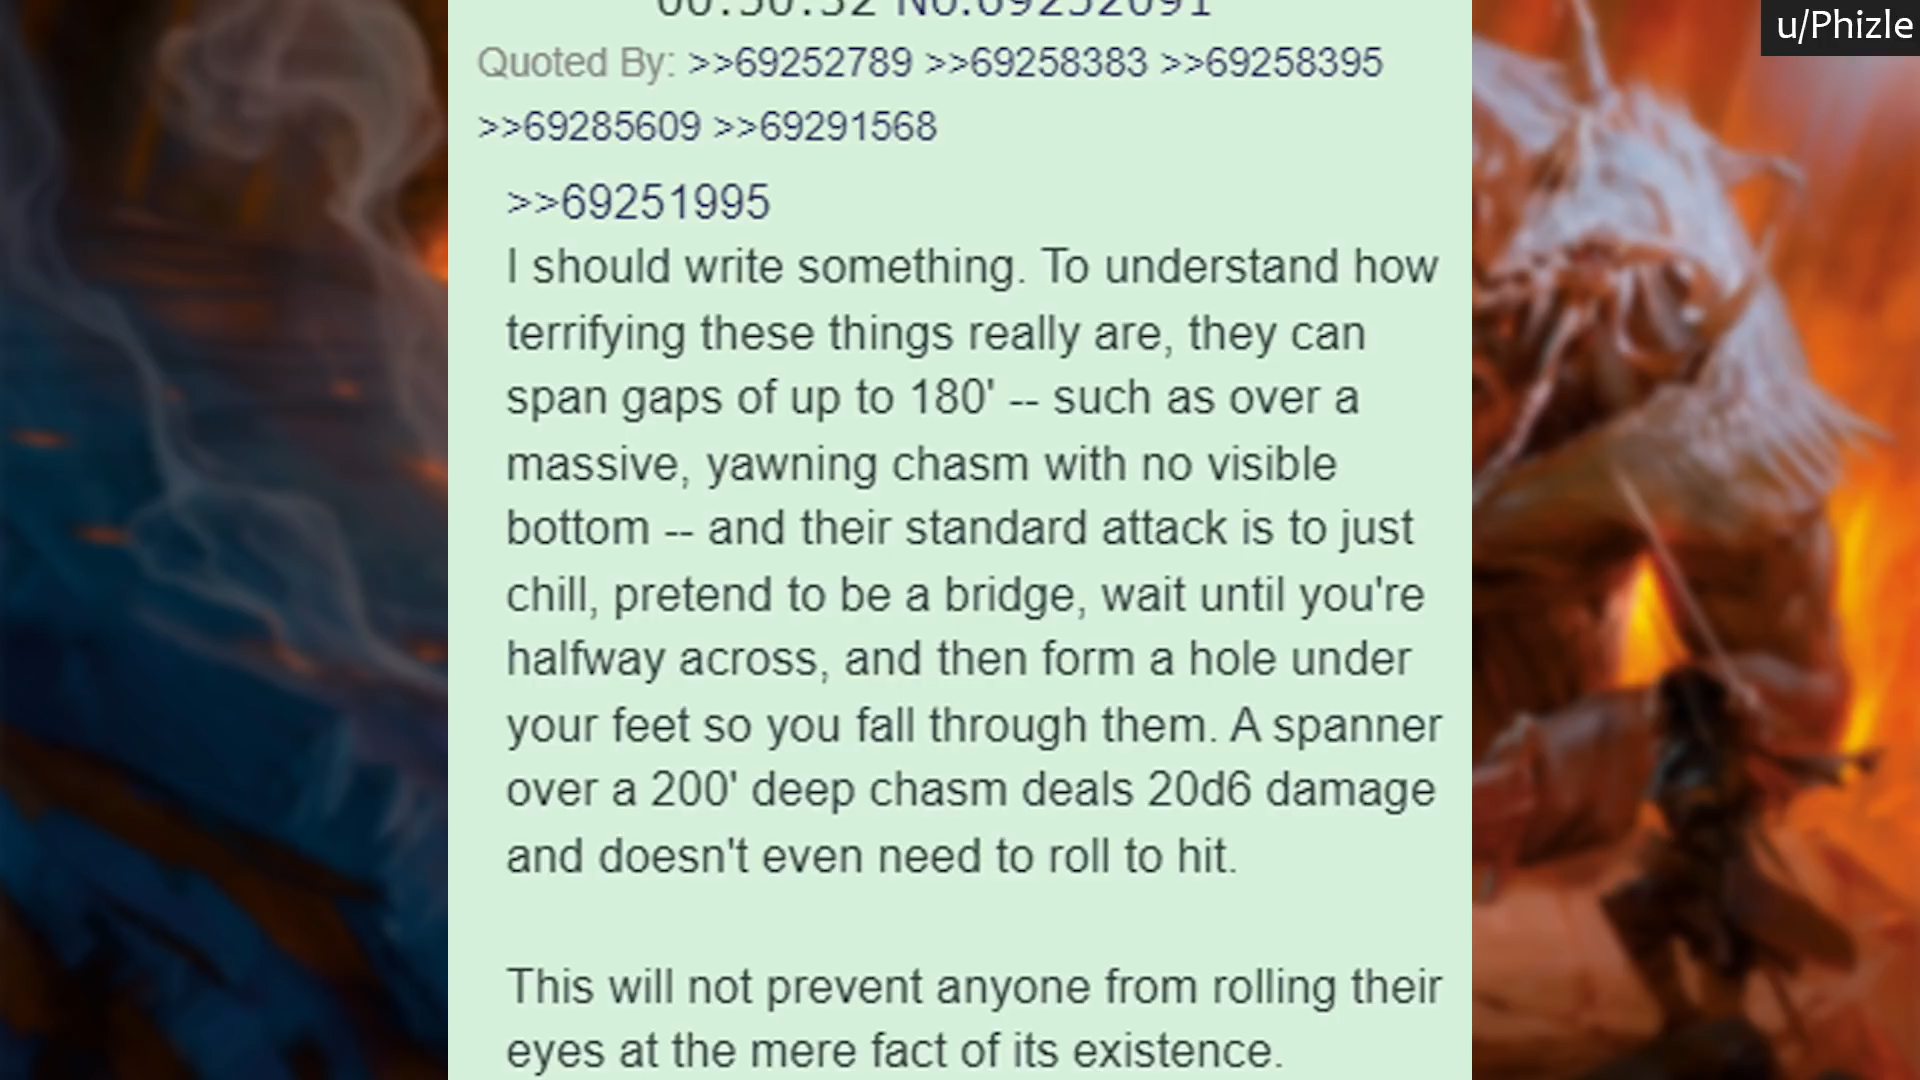 00:50:32 No.69252091
u/Phizle
Quoted By: >>69252789 >>69258383 >>69258395
>>69285609 >>69291568
>>69251995
I should write something. To understand how
terrifying these things really are, they can
span gaps of up to 180' -- such as over a
massive, yawning chasm with no visible
bottom -- and their standard attack is to just
chill, pretend to be a bridge, wait until you're
halfway across, and then form a hole under
your feet so you fall through them. A spanner
over a 200' deep chasm deals 20d6 damage
and doesn't even need to roll to hit.
This will not prevent anyone from rolling their
eyes at the mere fact of its existence.